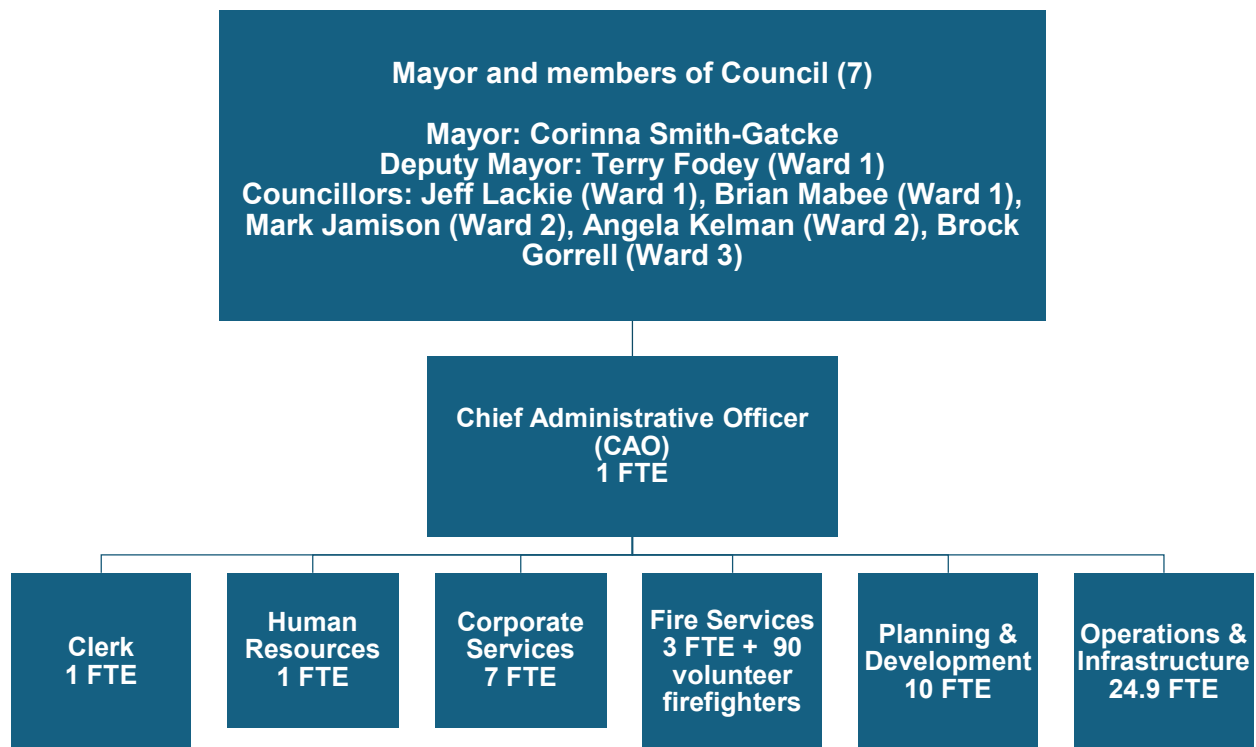 Mayor and members of Council (7)
Mayor: Corinna Smith-Gatcke
Deputy Mayor: Terry Fodey (Ward 1)
Councillors: Jeff Lackie (Ward 1), Brian Mabee (Ward 1),
Mark Jamison (Ward 2), Angela Kelman (Ward 2), Brock
Gorrell (Ward 3)
Chief Administrative Officer
(CAO)
1 FTE
Clerk
1 FTE
Human
Resources
1 FTE
Corporate
Services
7 FTE
Fire Services
3 FTE + 90
volunteer
firefighters
Planning &
Development
10 FTE
Operations &
Infrastructure
24.9 FTE